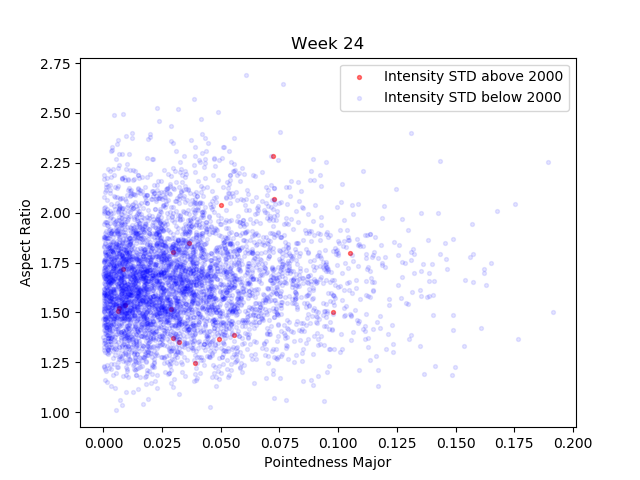 Week 24
Intensity STD above 2000
Intensity STD below 2000
2.75
2.50
2.25
2.00
1.75
1.50
1.25
1.00
Aspect Ratio
0.000 0.025 0.050 0.075 0.100 0.125 0.150 0.175 0.200
Pointedness Major